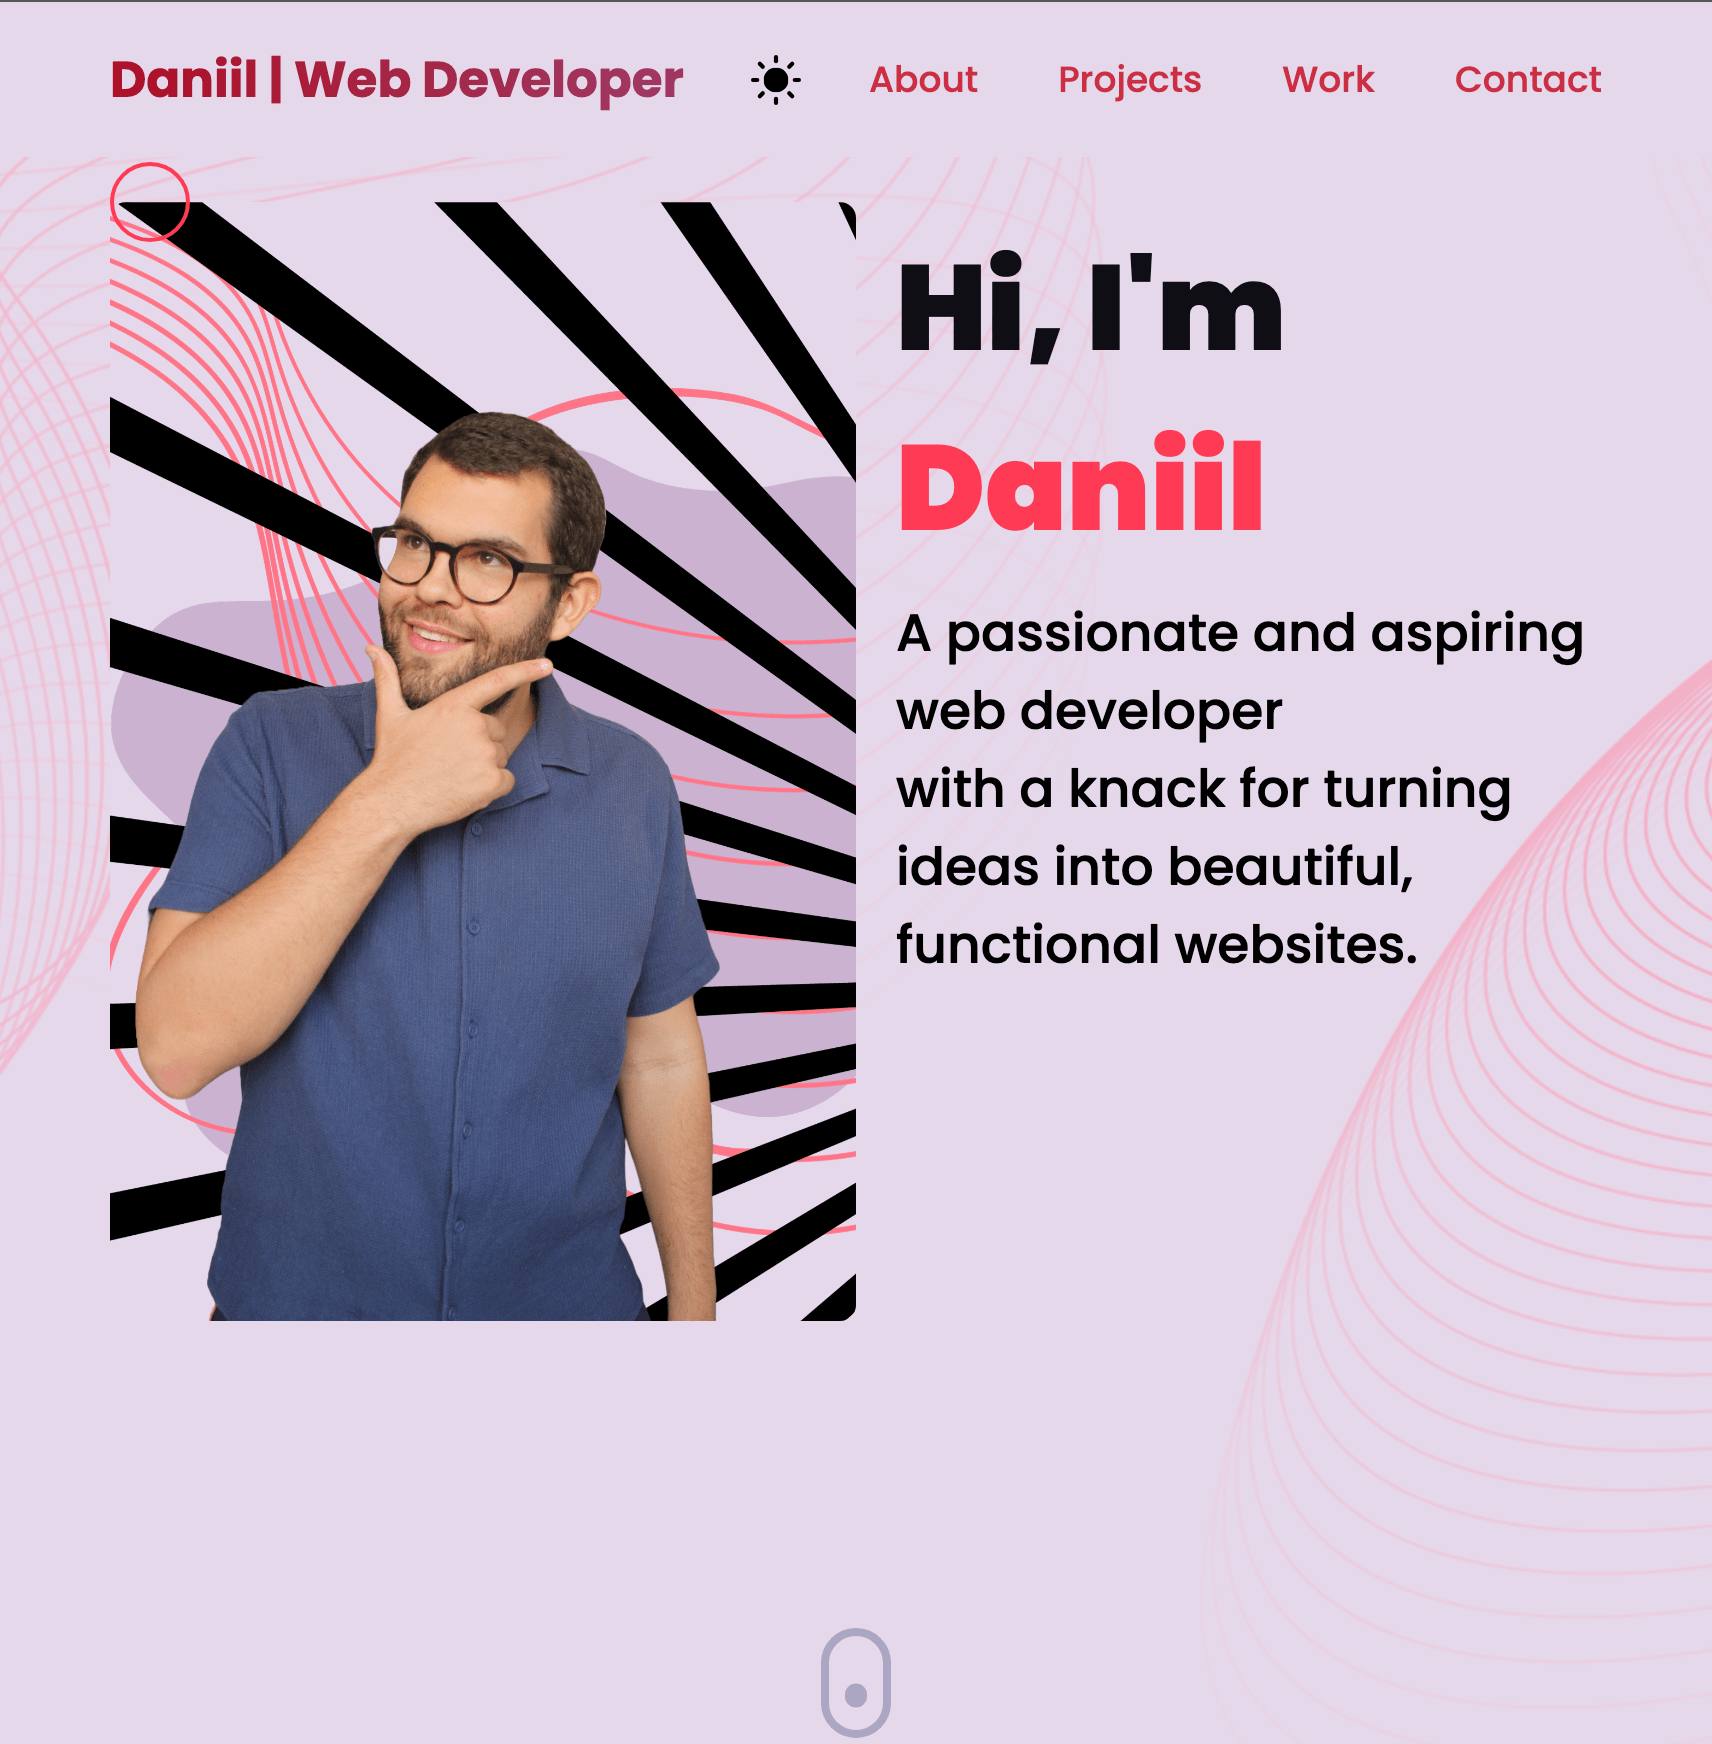 Daniil | Web Developer
About
Projects
Work
Contact
Hi, I'm
Daniil
A passionate and aspiring
web developer
with a knack for turning
ideas into beautiful,
functional websites.